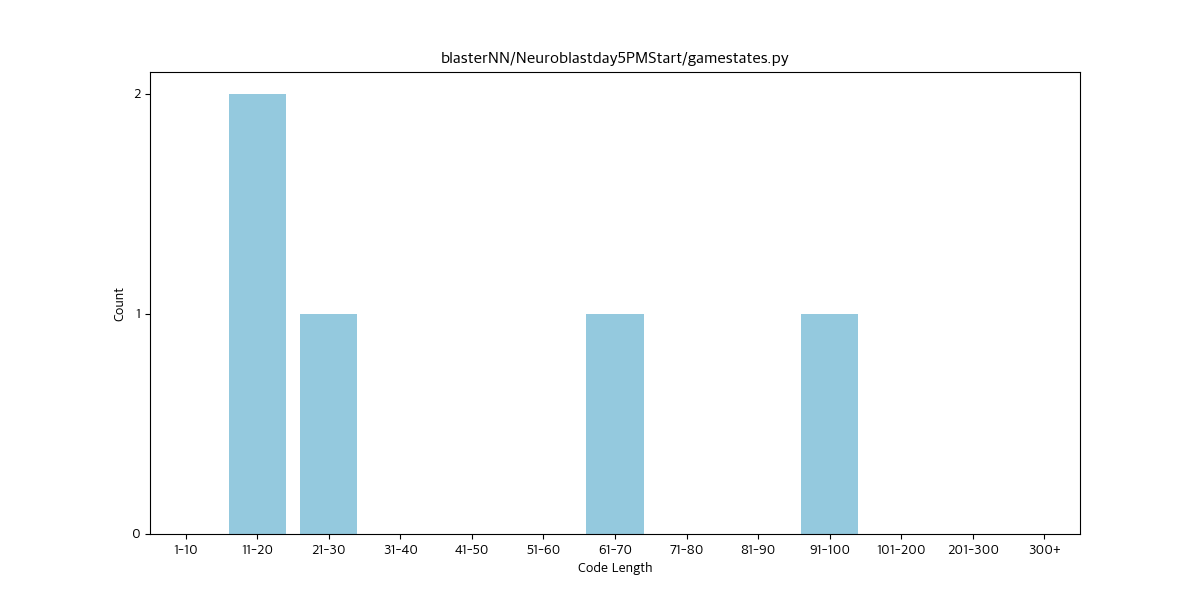 blasterNN/Neuroblastday5PMStart/gamestates.py
2
1
0
Count
1-10 11-20 21-30 31-40 41-50 51-60 61-70 71-80 81-90 91-100 101-200 201-300 300+
Code Length